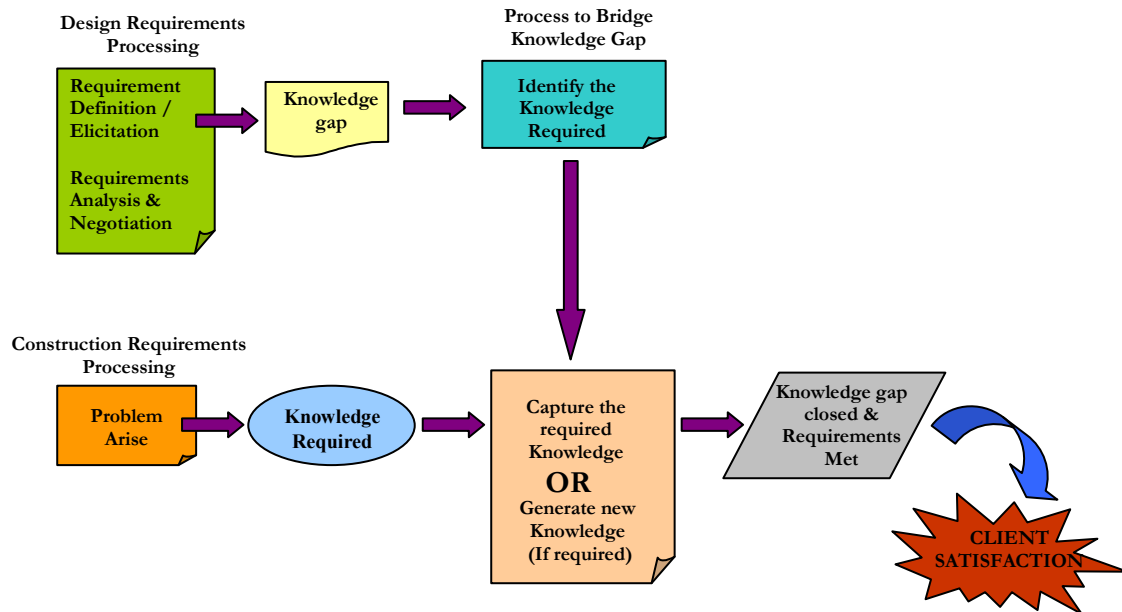 Design Requirements
Processing
Requirement
Definition /
Elicitation
Requirements
Analysis &
Negotiation
Knowledge
gap
Process to Bridge
Knowledge Gap
Identify the
Knowledge
Required
Construction Requirements
Processing
Problem
Arise
Knowledge
Required
Capture the
required
Knowledge
OR
Generate new
Knowledge
(If required)
Knowledge gap
closed &
Requirements
Met
CLIENT
SATISFACTION